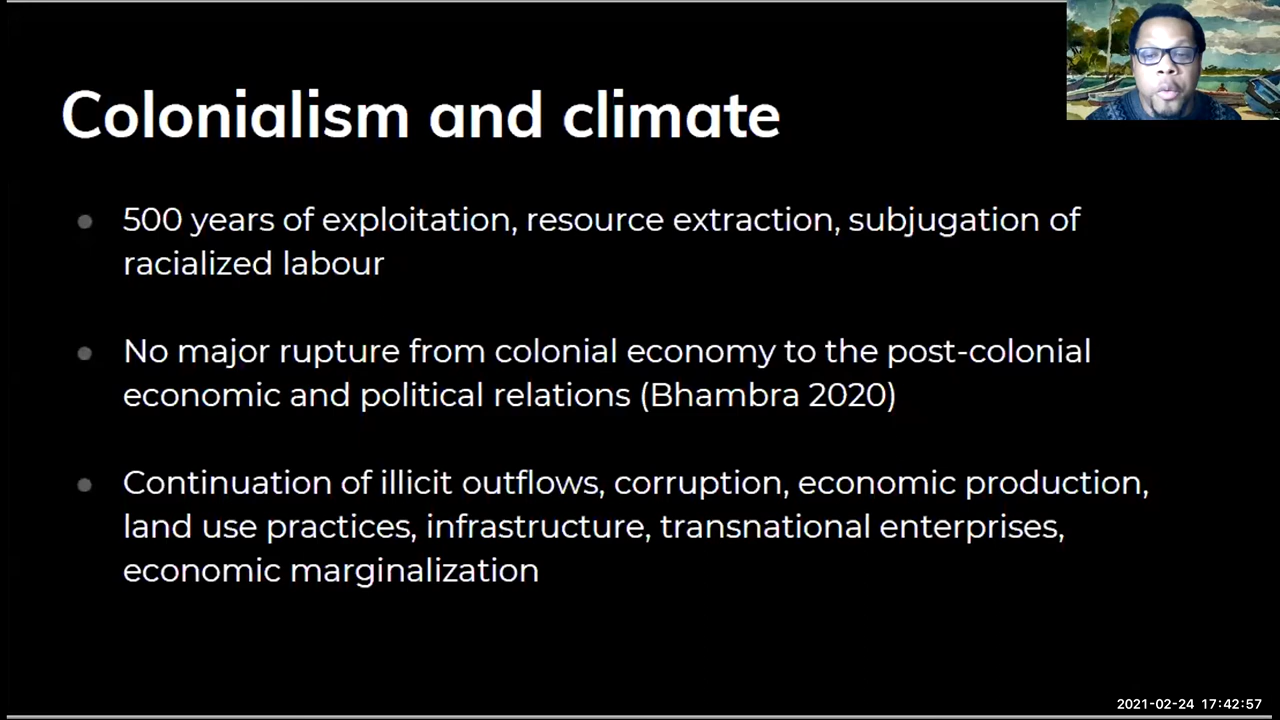 Colonialism and climate
500 years of exploitation, resource extraction, subjugation of
racialized labour
No major rupture from colonial economy to the post-colonial
economic and political relations (Bhambra 2020)
Continuation of illicit outflows, corruption, economic production,
land use practices, infrastructure, transnational enterprises,
economic marginalization
2021-02-24 17:42:57